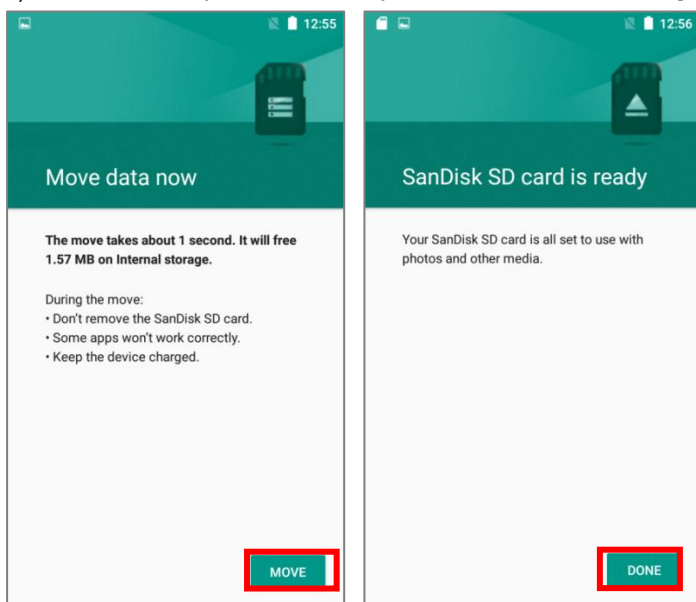 12:55
Move data now
The move takes about 1 second. It will free
1.57 MB on Internal storage.
During the move:
• Don't remove the SanDisk SD card.
• Some apps won't work correctly.
• Keep the device charged.
MOVE
12:56
SanDisk SD card is ready
Your SanDisk SD card is all set to use with
photos and other media.
DONE